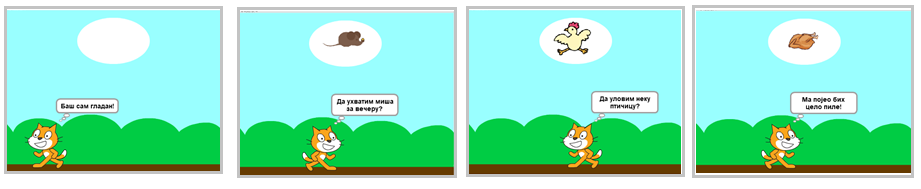 Баш сам гладан!
Да ухватим миша
за вечеру?
Да уловим неку
птичицу?
Ма појео бих
цело пиле!